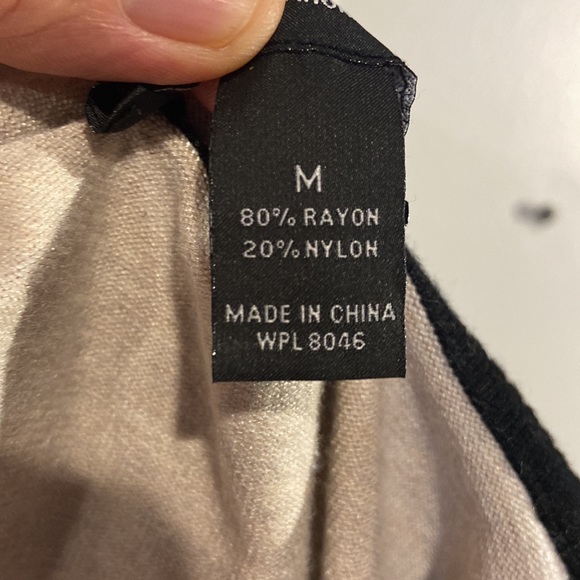 M
80% RAYON
20% NYLON
MADE IN CHINA
WPL 8046